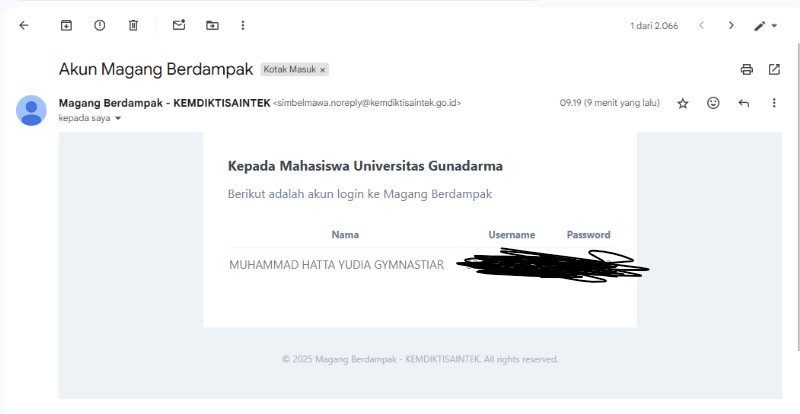 1 dari 2.066
Akun Magang Berdampak Kotak Masuk ×
Magang Berdampak - KEMDIKTISAINTEK <simbelmawa.noreply@kemdiktisaintek.go.id> 09.19 (9 menit yang lalu)
kepada saya
Kepada Mahasiswa Universitas Gunadarma
Berikut adalah akun login ke Magang Berdampak
Nama Username Password
MUHAMMAD HATTA YUDIA GYMNASTIAR
© 2025 Magang Berdampak - KEMDIKTISAINTEK. All rights reserved.